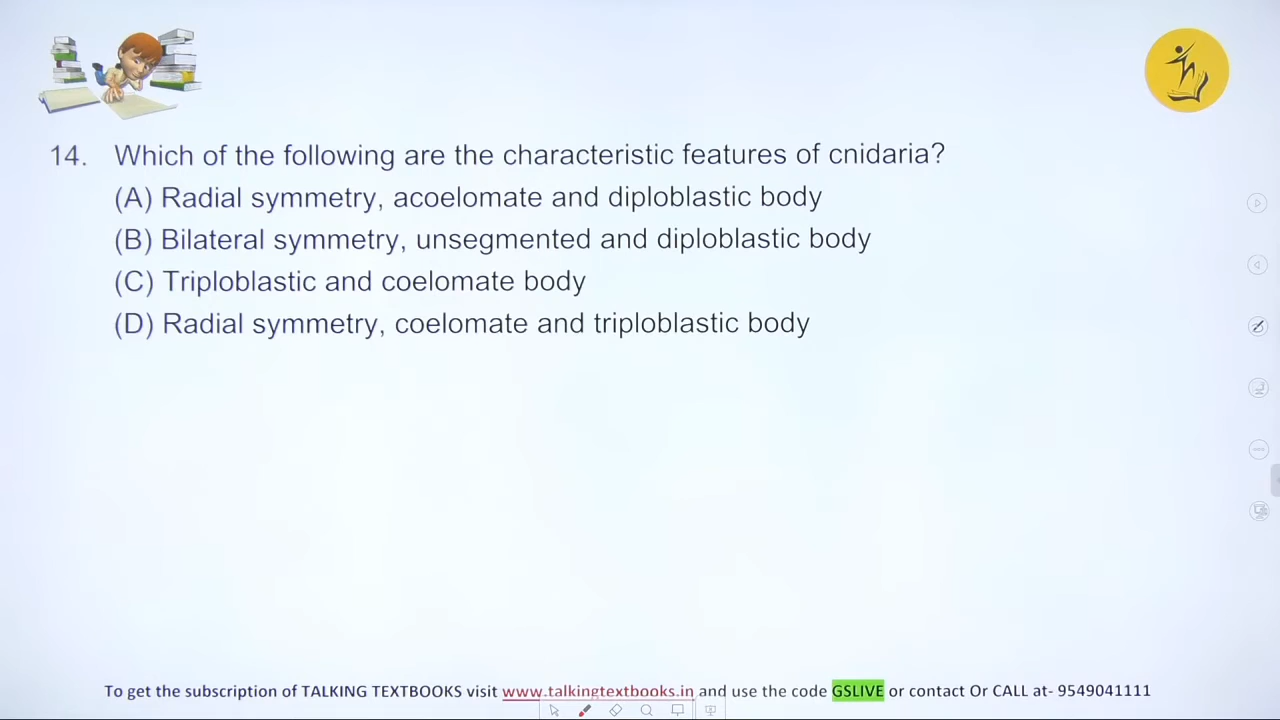 14. Which of the following are the characteristic features of cnidaria?
(A) Radial symmetry, acoelomate and diploblastic body
(B) Bilateral symmetry, unsegmented and diploblastic body
(C) Triploblastic and coelomate body
(D) Radial symmetry, coelomate and triploblastic body
To get the subscription of TALKING TEXTBOOKS visit www.talkingtextbooks.in and use the code GSLIVE or contact Or CALL at- 9549041111